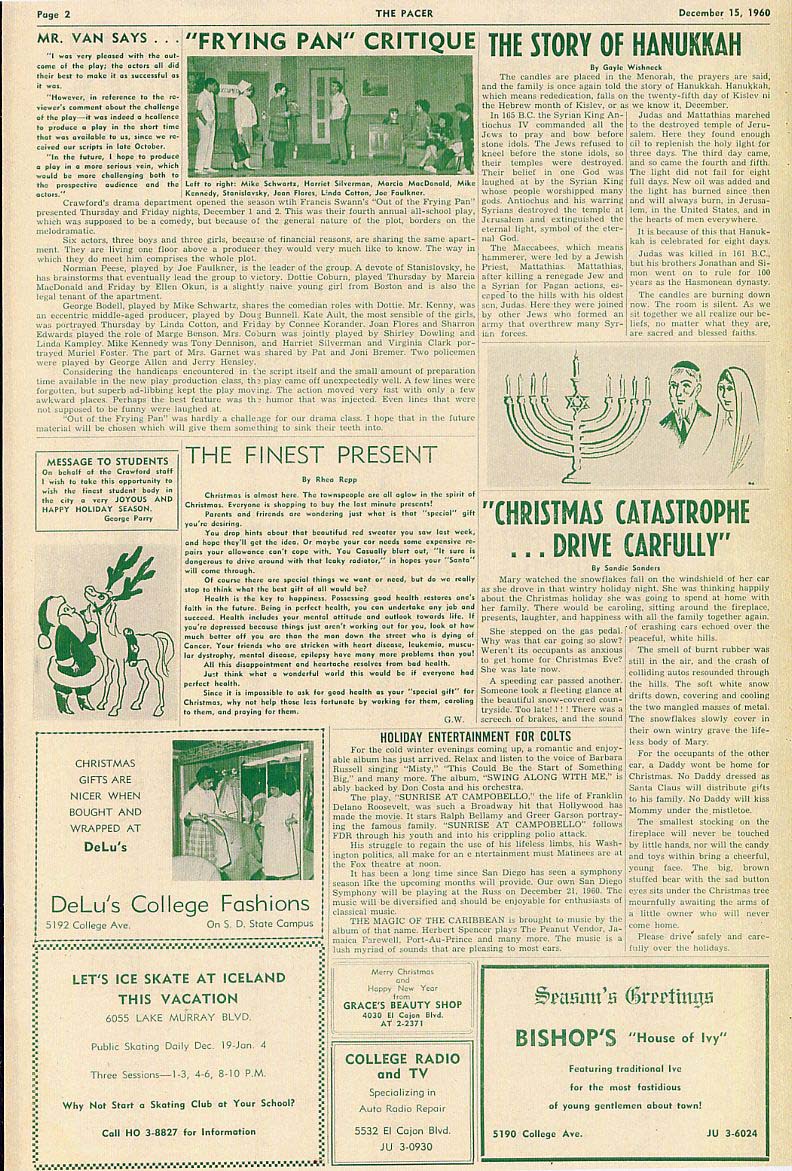 Page 2
THE PACER
December 15, 1960
MR. VAN SAYS . . .
"I was very pleased with the out-
come of the play; the actors all did
their best to make it as successful as
it was.
"However, in reference to the re-
viewer's comment about the challenge
of the play—it was indeed a hcallence
to produce a play in the short time
that was available to us, since we re-
ceived our scripts in late October.
"In the future, I hope to produce
a play in a more serious vein, which
would be more challenging both to
the prospective audience and the
actors."
"FRYING PAN" CRITIQUE
Left to right: Mike Schwartz, Harriet Silverman, Marcia MacDonald, Mike
Kennedy, Stanislavsky, Joan Flores, Linda Cotton, Joe Faulkner.
Crawford's drama department opened the season wtih Francis Swann's "Out of the Frying Pan"
presented Thursday and Friday nights, December 1 and 2. This was their fourth annual all-school play,
which was supposed to be a comedy, but because of the general nature of the plot, borders on the
melodramatic.
Six actors, three boys and three girls, because of financial reasons, are sharing the same apart-
ment. They are living one floor above a producer they would very much like to know. The way in
which they do meet him comprises the whole plot.
Norman Peese, played by Joe Faulkner, is the leader of the group. A devote of Stanislovsky, he
has brainstorms that eventually lead the group to victory. Dottie Coburn, played Thursday by Marcia
MacDonald and Friday by Ellen Okun, is a slightly naive young girl from Boston and is also the
legal tenant of the apartment.
George Bodell, played by Mike Schwartz, shares the comedian roles with Dottie. Mr. Kenny, was
an eccentric middle-aged producer, played by Doug Bunnell. Kate Ault, the most sensible of the girls,
was portrayed Thursday by Linda Cotton, and Friday by Connee Korander. Joan Flores and Sharron
Edwards played the role of Marge Benson. Mrs. Coburn was jointly played by Shirley Dowling and
Linda Kampley. Mike Kennedy was Tony Dennison, and Harriet Silverman and Virginia Clark por-
trayed Muriel Foster. The part of Mrs. Garnet was shared by Pat and Joni Bremer. Two policemen
were played by George Allen and Jerry Hensley.
Considering the handicaps encountered in the script itself and the small amount of preparation
time available in the new play production class, the play came of unexpectedly well. A few lines were
forgotten, but superb ad-libbing kept the play moving. The action moved very fast with only a few
awkward places. Perhaps the best feature was the humor that was injected. Even lines that were
not supposed to be funny were laughed at.
"Out of the Frying Pan" was hardly a challenge for our drama class. I hope that in the future
material will be chosen which will give them something to sink their teeth into.
THE STORY OF HANUKKAH
By Gayle Wishneck
The candles are placed in the Menorah, the prayers are said,
and the family is once again told the story of Hanukkah. Hanukkah,
which means rededication, falls on the twenty-fifth day of Kislev ni
the Hebrew month of Kislev, or as we know it, December.
In 165 B.C. the Syrian King An-
tiochus IV commanded all the
Jews to pray and bow before
stone idols. The Jews refused to
kneel before the stone idols, so
their temples were destroyed.
Their belief in one God was
laughed at by the Syrian King
whose people worshipped many
gods. Antiochus and his warring
Syrians destroyed the temple at
Jerusalem and extinguished the
eternal light, symbol of the eter-
nal God.
The Maccabees, which means
hammerer, were led by a Jewish
Priest, Mattathias. Mattathias,
after killing a renegade Jew and
a Syrian for Pagan actions, es-
caped to the hills with his oldest
son, Judas. Here they were joined
by other Jews who formed an
army that overthrew many Syr-
ian forces.
Judas and Mattathias marched
to the destroyed temple of Jeru-
salem. Here they found enough
oil to replenish the holy light for
three days. The third day came,
and so came the fourth and fifth.
The light did not fail for eight
full days. New oil was added and
the light has burned since then
and will always burn, in Jerusa-
lem, in the United States, and in
the hearts of men everywhere.
It is because of this that Hanuk-
kah is celebrated for eight days.
Judas was killed in 161 B.C.,
but his brothers Jonathan and Si-
mon went on to rule for 100
years as the Hasmonean dynasty.
The candles are burning down
now. The room is silent. As we
sit together we all realize our be-
liefs, no matter what they are,
are sacred and blessed faiths.
MESSAGE TO STUDENTS
On behalf of the Crawford staff
I wish to take this opportunity to
wish the finest student body in
the city a very JOYOUS AND
HAPPY HOLIDAY SEASON.
George Parry
THE FINEST PRESENT
By Rhea Repp
Christmas is almost here. The townspeople are all aglow in the spirit of
Christmas. Everyone is shopping to buy the last minute presents!
Parents and friends are wondering just what is that "special" gift
you're desiring.
You drop hints about that beautiful red sweater you saw last week,
and hope they'll get the idea. Or maybe your car needs some expensive re-
pairs your allowance can't cope with. You Casually blurt out, "It sure is
dangerous to drive around with that leaky radiator," in hopes your "Santa"
will come through.
Of course there are special things we want or need, but do we really
stop to think what the best gift of all would be?
Health is the key to happiness. Possessing good health restores one's
faith in the future. Being in perfect health, you can undertake any job and
succeed. Health includes your mental attitude and outlook towards life. If
you're depressed because things just aren't working out for you, look at how
much better off you are than the man down the street who is dying of
Cancer. Your friends who are stricken with heart disease, leukemia, muscu-
lar dystrophy, mental disease, epilepsy have many more problems than you!
All this disappointment and heartache resolves from bad health.
Just think what a wonderful world this would be if everyone had
perfect health.
Since it is impossible to ask for good health as your "special gift" for
Christmas, why not help those less fortunate by working for them, caroling
to them, and praying for them.
G.W.
"CHRISTMAS CATASTROPHE
. . . DRIVE CARFULLY"
By Sandie Sanders
Mary watched the snowflakes fall on the windshield of her car
as she drove in that wintry holiday night. She was thinking happily
about the Christmas holiday she was going to spend at home with
her family. There would be caroling, sitting around the fireplace,
presents, laughter, and happiness with all the family together again.
She stepped on the gas pedal.
Why was that car going so slow?
Weren't its occupants as anxious
to get home for Christmas Eve?
She was late now.
A speeding car passed another.
Someone took a fleeting glance at
the beautiful snow-covered coun-
tryside. Too late! ! ! There was a
screech of brakes, and the sound
of crashing cars echoed over the
peaceful, white hills.
The smell of burnt rubber was
still in the air, and the crash of
colliding autos resounded through
the hills. The soft white snow
drifts down, covering and cooling
the two mangled masses of metal.
The snowflakes slowly cover in
their own wintry grave the life-
less body of Mary.
For the occupants of the other
car, a Daddy wont be home for
Christmas. No Daddy dressed as
Santa Claus will distribute gifts
to his family. No Daddy will kiss
Mommy under the mistletoe.
The smallest stocking on the
fireplace will never be touched
by little hands, nor will the candy
and toys within bring a cheerful,
young face. The big, brown
stuffed bear with the sad button
eyes sits under the Christmas tree
mournfully awaiting the arms of
a little owner who will never
come home.
Please drive safely and care-
fully over the holidays.
HOLIDAY ENTERTAINMENT FOR COLTS
For the cold winter evenings coming up, a romantic and enjoy-
able album has just arrived. Relax and listen to the voice of Barbara
Russell singing "Misty," "This Could Be the Start of Something
Big," and many more. The album, "SWING ALONG WITH ME," is
ably backed by Don Costa and his orchestra.
The play, "SUNRISE AT CAMPOBELLO," the life of Franklin
Delano Roosevelt, was such a Broadway hit that Hollywood has
made the movie. It stars Ralph Bellamy and Greer Garson portray-
ing the famous family. "SUNRISE AT CAMPOBELLO" follows
FDR through his youth and into his crippling polio attack.
His struggle to regain the use of his lifeless limbs, his Wash-
ington politics, all make for an e ntertainment must Matinees are at
the Fox theatre at noon.
It has been a long time since San Diego has seen a symphony
season like the upcoming months will provide. Our own San Diego
Symphony will be playing at the Russ on December 21, 1960. The
music will be diversified and should be enjoyable for enthusiasts of
classical music.
THE MAGIC OF THE CARIBBEAN is brought to music by the
album of that name. Herbert Spencer plays The Peanut Vendor, Ja-
maica Farewell, Port-Au-Prince and many more. The music is a
lush myriad of sounds that are pleasing to most ears.
CHRISTMAS
GIFTS ARE
NICER WHEN
BOUGHT AND
WRAPPED AT
DeLu's
DeLu's College Fashions
5192 College Ave.
On S. D. State Campus
LET'S ICE SKATE AT ICELAND
THIS VACATION
6055 LAKE MURRAY BLVD.
Public Skating Daily Dec. 19-Jan. 4
Three Sessions—1-3, 4-6, 8-10 P.M.
Why Not Start a Skating Club at Your School?
Call HO 3-8827 for Information
Merry Christmas
and
Happy New Year
from
GRACE'S BEAUTY SHOP
4030 El Cajon Blvd.
AT 2-2371
COLLEGE RADIO
and TV
Specializing in
Auto Radio Repair
5532 El Cajon Blvd.
JU 3-0930
Season's Greetings
BISHOP'S "House of Ivy"
Featuring traditional Ive
for the most fastidious
of young gentlemen about town!
5190 College Ave.
JU 3-6024